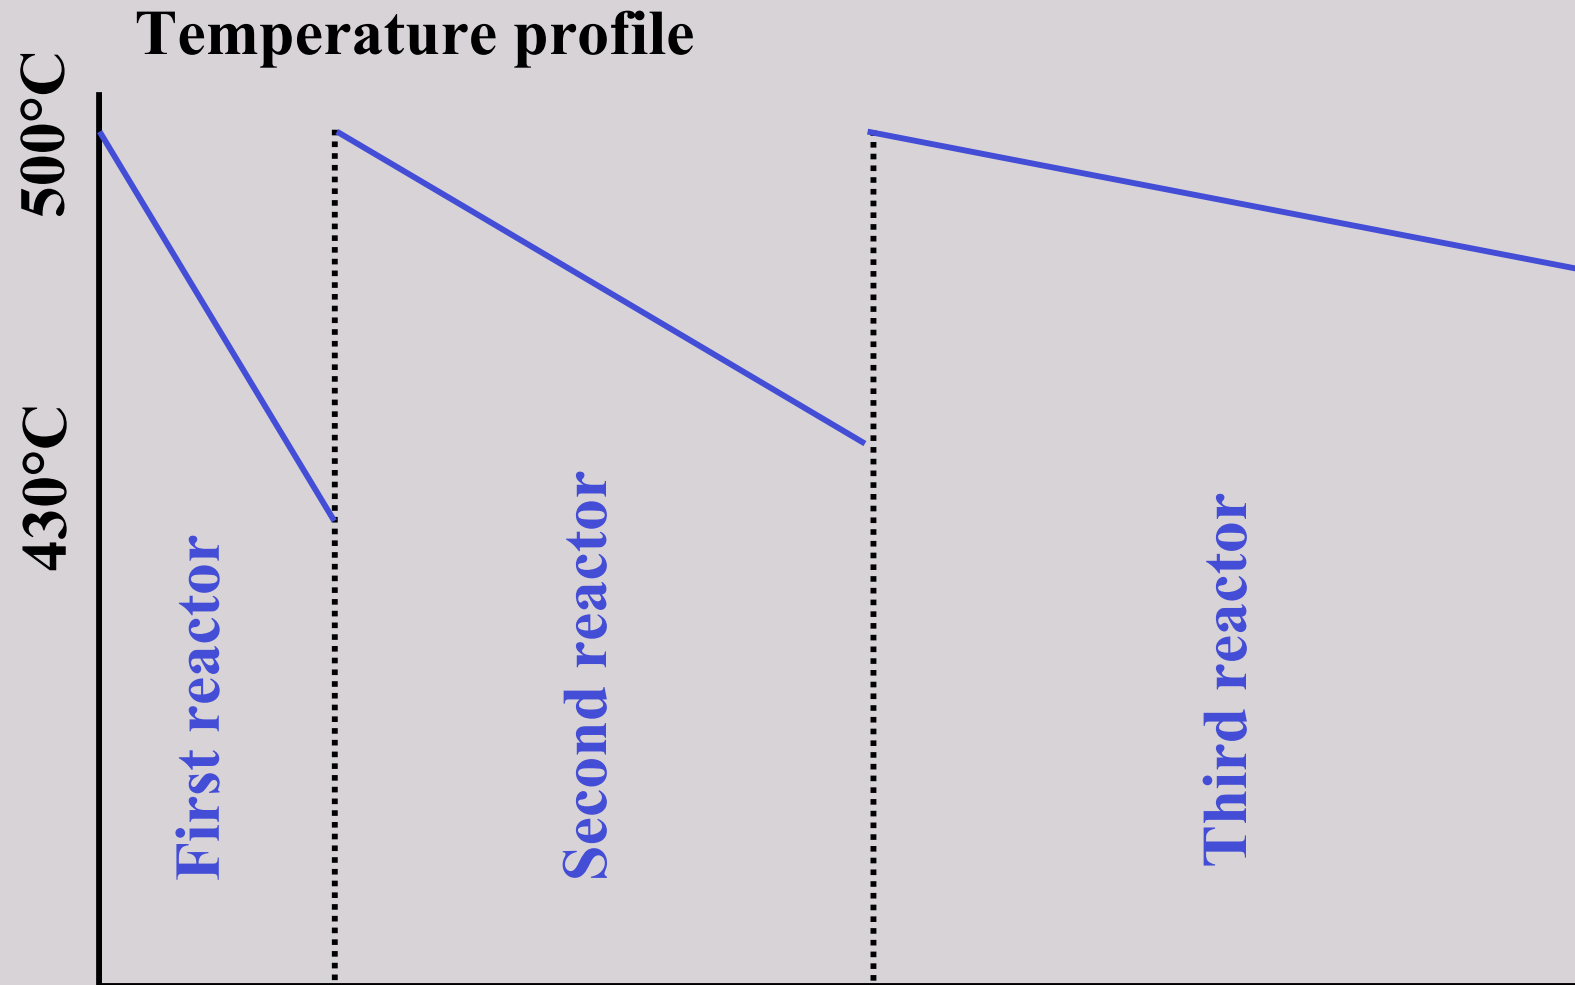 Temperature profile
500°C
430°C
First reactor
Second reactor
Third reactor